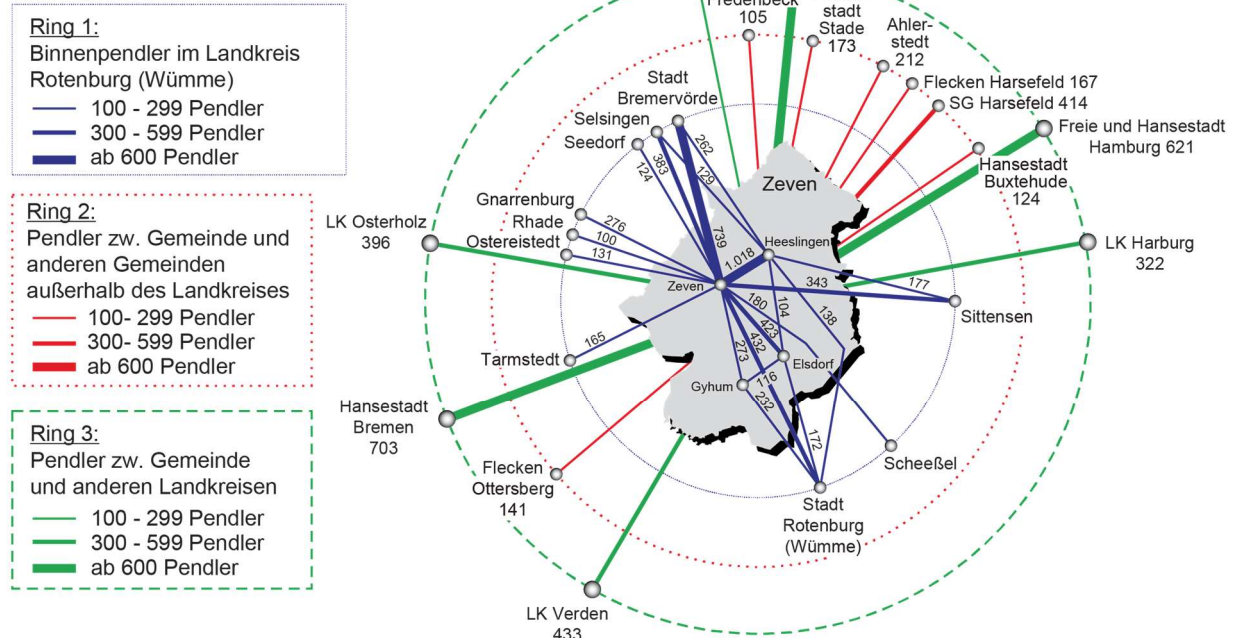 Ring 1:
Binnenpendler im Landkreis
Rotenburg (Wümme)
100 - 299 Pendler
300 - 599 Pendler
ab 600 Pendler
Ring 2:
Pendler zw. Gemeinde und
anderen Gemeinden
außerhalb des Landkreises
100- 299 Pendler
300- 599 Pendler
ab 600 Pendler
Ring 3:
Pendler zw. Gemeinde
und anderen Landkreisen
100 - 299 Pendler
300 - 599 Pendler
ab 600 Pendler
Fredenbeck
105
stadt
Stade
173
Ahler-
stedt
212
Flecken Harsefeld 167
SG Harsefeld 414
Freie und Hansestadt
Hamburg 621
Hansestadt
Buxtehude
124
LK Harburg
322
Stadt
Bremervörde
Selsingen
Seedorf
Gnarrenburg
Rhade
Ostereistedt
LK Osterholz
396
Tarmstedt
Hansestadt
Bremen
703
Flecken
Ottersberg
141
LK Verden
433
Stadt
Rotenburg
(Wümme)
Scheeßel
Sittensen
Zeven
Heeslingen
Zeven
Elsdorf
Gyhum
262
129
383
124
739
276
100
131
165
1.018
343
177
180
104
138
423
432
273
116
232
172